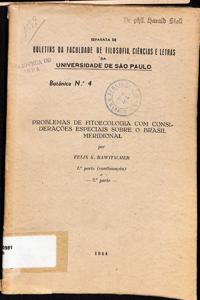 Dr. phil. Harald Sioli
SEPARATA DE
BOLETINS DA FACULDADE DE FILOSOFIA, CIÊNCIAS E LETRAS
DA
UNIVERSIDADE DE SÃO PAULO
Botânica N.º 4
PROBLEMAS DE FITOECOLOGIA COM CONSI-
DERAÇÕES ESPECIAIS SOBRE O BRASIL
MERIDIONAL
por
FELIX K. RAWITSCHER
1.ª parte (continuação)
e
2.ª parte
1944